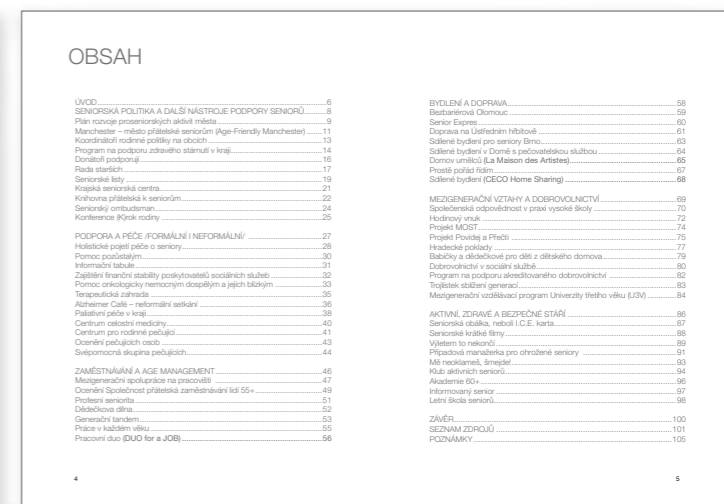 OBSAH
ÚVOD 6
SENIORSKÁ POLITIKA A DALŠÍ NÁSTROJE PODPORY SENIORŮ 8
Plán rozvoje proseniorských aktivit města 9
Manchester – město přátelské seniorům (Age-Friendly Manchester) 11
Koordinátoři rodinné politiky na obcích 13
Program na podporu zdravého stárnutí v kraji 14
Donátoři podporují 16
Rada starších 17
Seniorské listy 19
Krajská seniorská centra 21
Knihovna přátelská k seniorům 22
Seniorský ombudsman 24
Konference (K)rok rodiny 25
PODPORA A PÉČE /FORMÁLNÍ I NEFORMÁLNÍ/ 27
Holistické pojetí péče o seniory 28
Pomoc pozůstalým 30
Informační tabule 31
Zajištění finanční stability poskytovatelů sociálních služeb 32
Pomoc onkologicky nemocným dospělým a jejich blízkým 33
Terapeutická zahrada 35
Alzheimer Café – neformální setkání 36
Paliativní péče v kraji 38
Centrum celostní medicíny 40
Centrum pro rodinné pečující 41
Ocenění pečujících osob 43
Svépomocná skupina pečujících 44
ZAMĚSTNÁVÁNÍ A AGE MANAGEMENT 46
Mezigenerační spolupráce na pracovišti 47
Ocenění Společnost přátelská zaměstnávání lidí 55+ 49
Profesní seniorita 51
Dědečkova dílna 52
Generační tandem 53
Práce v každém věku 55
Pracovní duo (DUO for a JOB) 56
4
BYDLENÍ A DOPRAVA 58
Bezbariérová Olomouc 59
Senior Expres 60
Doprava na Ústředním hřbitově 61
Sdílené bydlení pro seniory Brno 63
Sdílené bydlení v Domě s pečovatelskou službou 64
Domov umělců (La Maison des Artistes) 65
Prostě pořád řídím 67
Sdílené bydlení (CECO Home Sharing) 68
MEZIGENERAČNÍ VZTAHY A DOBROVOLNICTVÍ 69
Společenská odpovědnost v praxi vysoké školy 70
Hodinový vnuk 72
Projekt MOST 74
Projekt Povídej a Přečti 75
Hradecké poklady 77
Babičky a dědečkové pro děti z dětského domova 79
Dobrovolnictví v sociální službě 80
Program na podporu akreditovaného dobrovolnictví 82
Trojlístek sblížení generací 83
Mezigenerační vzdělávací program Univerzity třetího věku (U3V) 84
AKTIVNÍ, ZDRAVÉ A BEZPEČNÉ STÁŘÍ 86
Seniorská obálka, neboli I.C.E. karta 87
Seniorské krátké filmy 88
Výletem to nekončí 89
Případová manažerka pro ohrožené seniory 91
Mě neoklameš, šmejde! 93
Klub aktivních seniorů 94
Akademie 60+ 96
Informovaný senior 97
Letní škola seniorů 98
ZÁVĚR 100
SEZNAM ZDROJŮ 101
POZNÁMKY 105
5